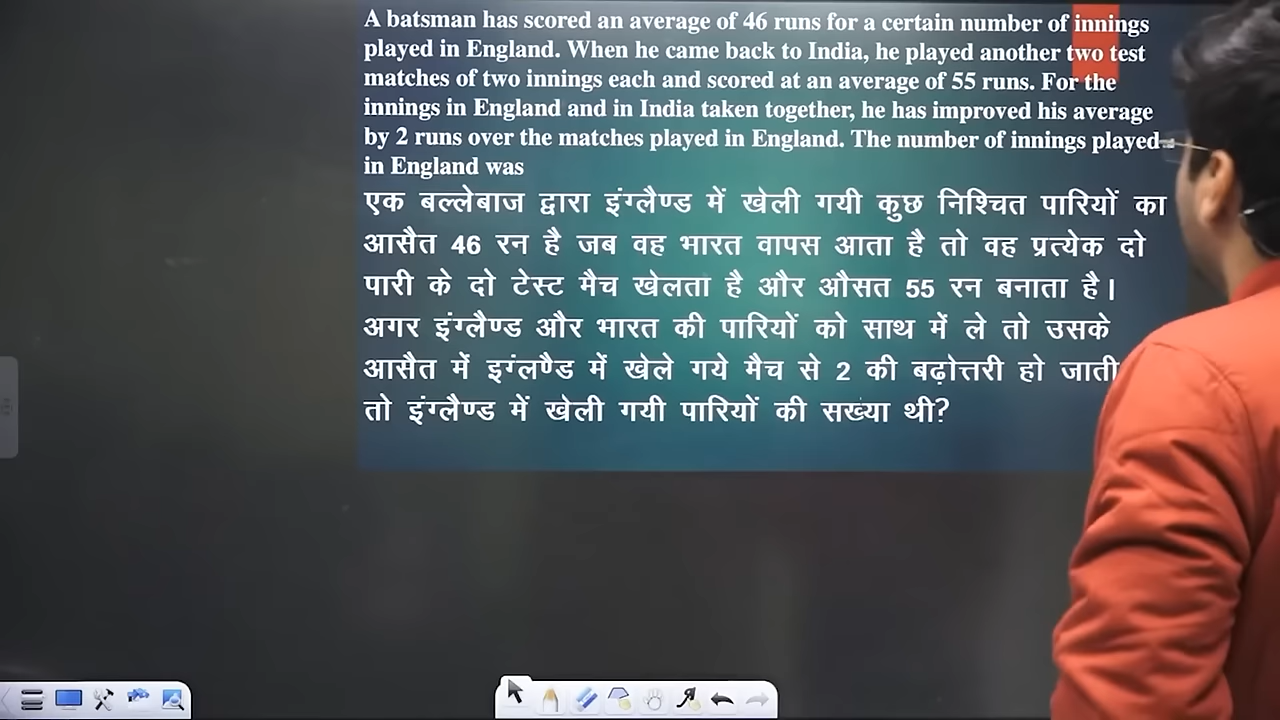 A batsman has scored an average of 46 runs for a certain number of innings
played in England. When he came back to India, he played another two test
matches of two innings each and scored at an average of 55 runs. For the
innings in England and in India taken together, he has improved his average
by 2 runs over the matches played in England. The number of innings played
in England was
एक बल्लेबाज द्वारा इंग्लैण्ड में खेली गयी कुछ निश्चित पारियों का
आसैत 46 रन है जब वह भारत वापस आता है तो वह प्रत्येक दो
पारी के दो टेस्ट मैच खेलता है और औसत 55 रन बनाता है।
अगर इंग्लैण्ड और भारत की पारियों को साथ में ले तो उसके
आसैत में इग्ंलण्ैड में खेले गये मैच से 2 की बढ़ोत्तरी हो जाती
तो इंग्लैण्ड में खेली गयी पारियों की सख्ंया थी?